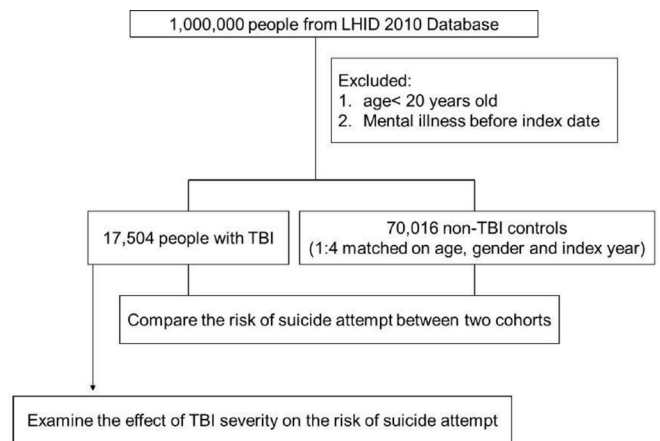 1,000,000 people from LHID 2010 Database
Excluded:
1. age< 20 years old
2. Mental illness before index date
17,504 people with TBI
70,016 non-TBI controls
(1:4 matched on age, gender and index year)
Compare the risk of suicide attempt between two cohorts
Examine the effect of TBI severity on the risk of suicide attempt